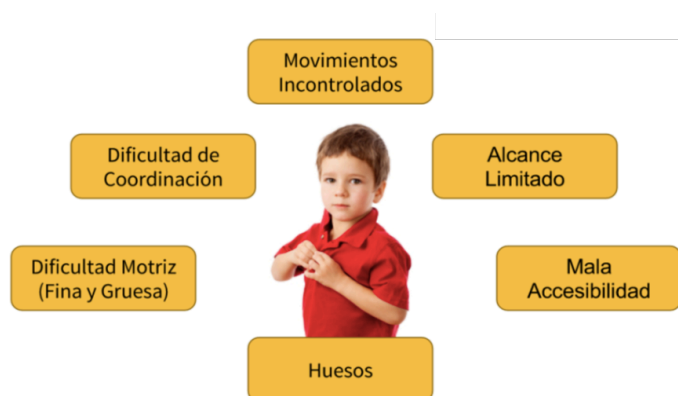 Movimientos
Incontrolados
Dificultad de
Coordinación
Alcance
Limitado
Dificultad Motriz
(Fina y Gruesa)
Mala
Accesibilidad
Huesos